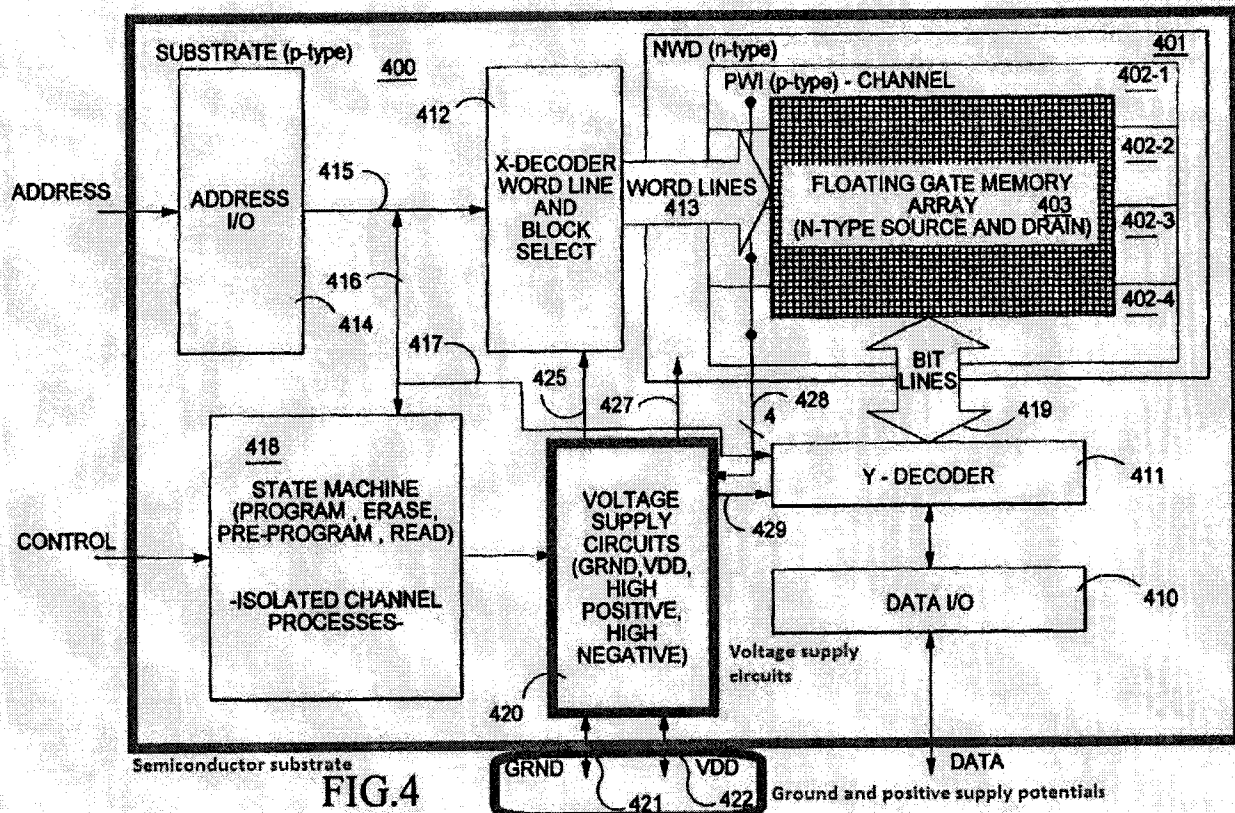 SUBSTRATE (p-type)
400
NWD (n-type)
401
PWI (p-type) - CHANNEL
402-1
412
402-2
ADDRESS
ADDRESS
I/O
415
X-DECODER
WORD LINE
AND
BLOCK
SELECT
WORD LINES
413
FLOATING GATE MEMORY
ARRAY 403
(N-TYPE SOURCE AND DRAIN)
402-3
402-4
416
414
417
425
427
4
428
BIT
LINES
419
418
STATE MACHINE
(PROGRAM , ERASE,
PRE-PROGRAM , READ)
-ISOLATED CHANNEL
PROCESSES-
CONTROL
VOLTAGE
SUPPLY
CIRCUITS
(GRND,VDD,
HIGH
POSITIVE,
HIGH
NEGATIVE)
420
Y - DECODER
411
429
DATA I/O
410
Voltage supply
circuits
Semiconductor substrate
FIG.4
GRND
VDD
421
422
DATA
Ground and positive supply potentials